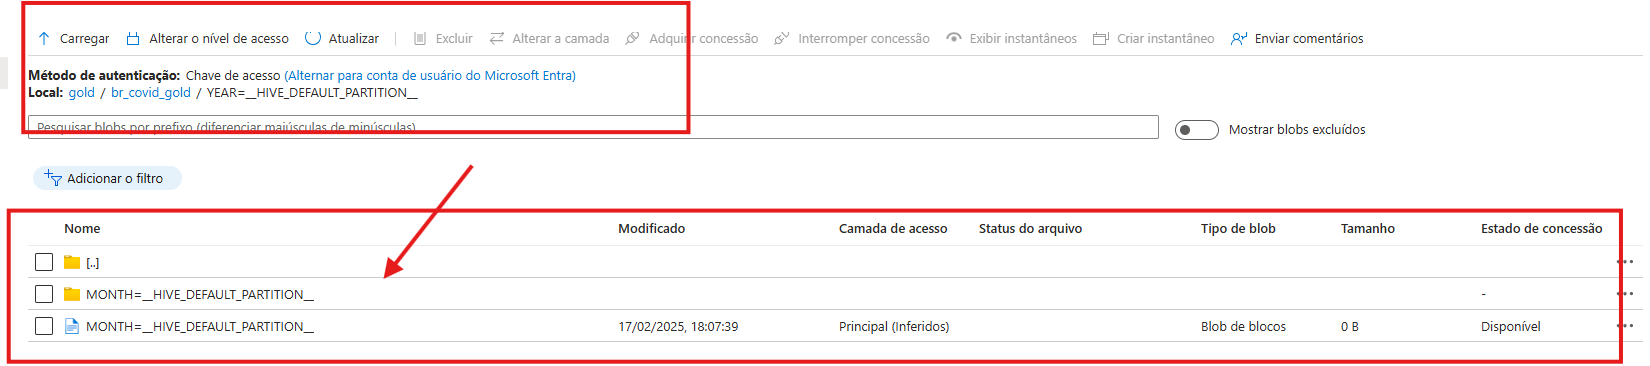 Carregar Alterar o nível de acesso Atualizar Excluir Alterar a camada Adquirir concessão Interromper concessão Exibir instantâneos Criar instantâneo Enviar comentários
Método de autenticação: Chave de acesso (Alternar para conta de usuário do Microsoft Entra)
Local: gold / br_covid_gold / YEAR=__HIVE_DEFAULT_PARTITION__
Pesquisar blobs por prefixo (diferenciar maiúsculas de minúsculas) Mostrar blobs excluídos
Adicionar o filtro
Nome Modificado Camada de acesso Status do arquivo Tipo de blob Tamanho Estado de concessão
[..]
MONTH=__HIVE_DEFAULT_PARTITION__ -
MONTH=__HIVE_DEFAULT_PARTITION__ 17/02/2025, 18:07:39 Principal (Inferidos) Blob de blocos 0 B Disponível